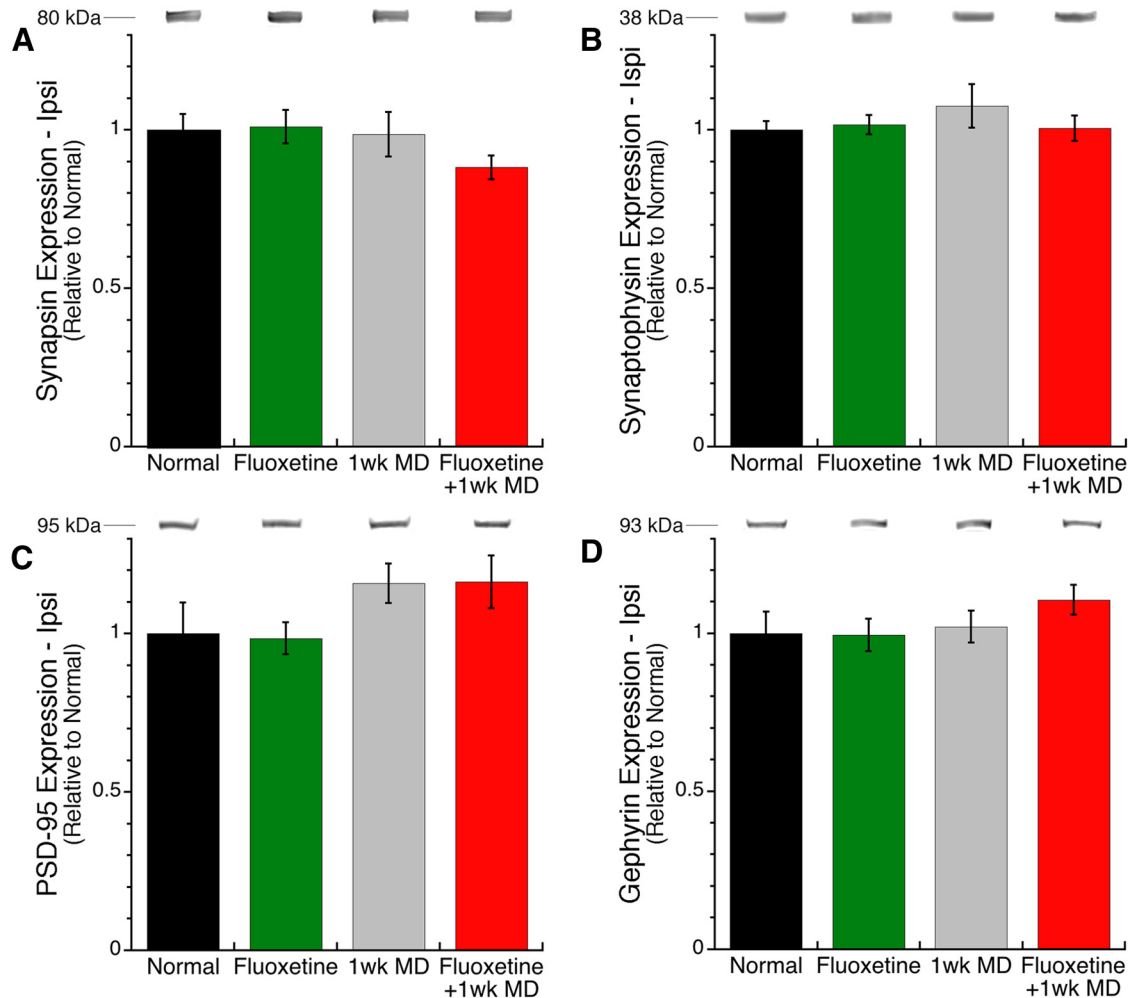 80 kDa
A
Synapsin Expression - Ipsi
(Relative to Normal)
1
0.5
0
Normal
Fluoxetine
1wk MD
Fluoxetine
+1wk MD
38 kDa
B
Synaptophysin Expression - Ispi
(Relative to Normal)
1
0.5
0
Normal
Fluoxetine
1wk MD
Fluoxetine
+1wk MD
95 kDa
C
PSD-95 Expression - Ipsi
(Relative to Normal)
1
0.5
0
Normal
Fluoxetine
1wk MD
Fluoxetine
+1wk MD
93 kDa
D
Gephyrin Expression - Ipsi
(Relative to Normal)
1
0.5
0
Normal
Fluoxetine
1wk MD
Fluoxetine
+1wk MD